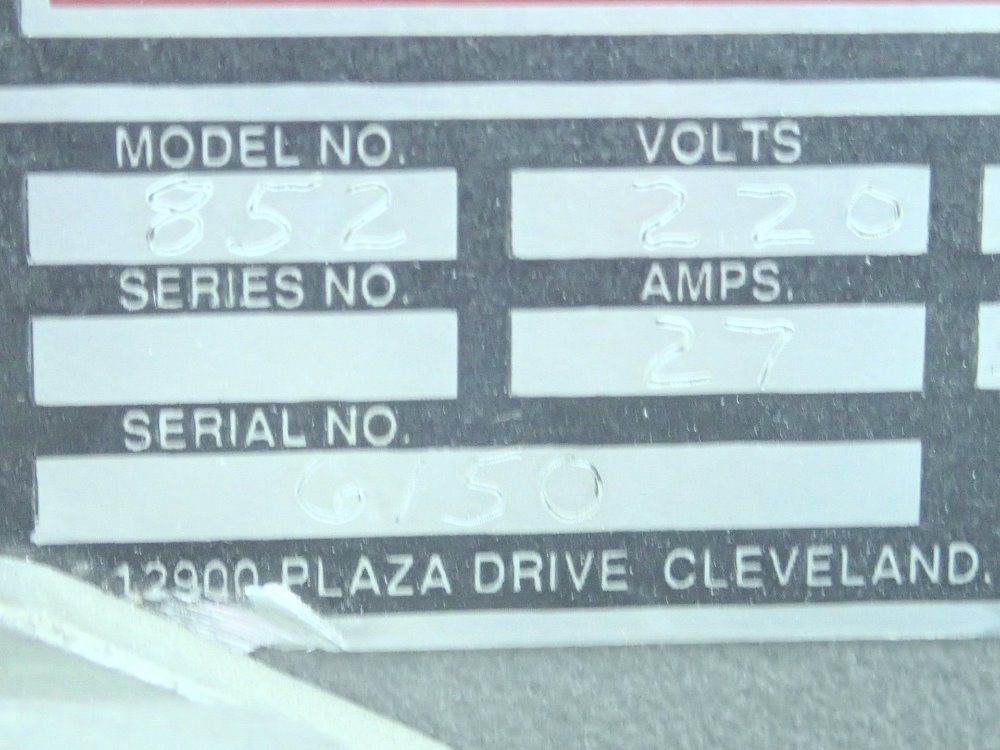 MODEL NO. VOLTS
852 220
SERIES NO. AMPS.
27
SERIAL NO.
6150
12900 PLAZA DRIVE CLEVELAND,